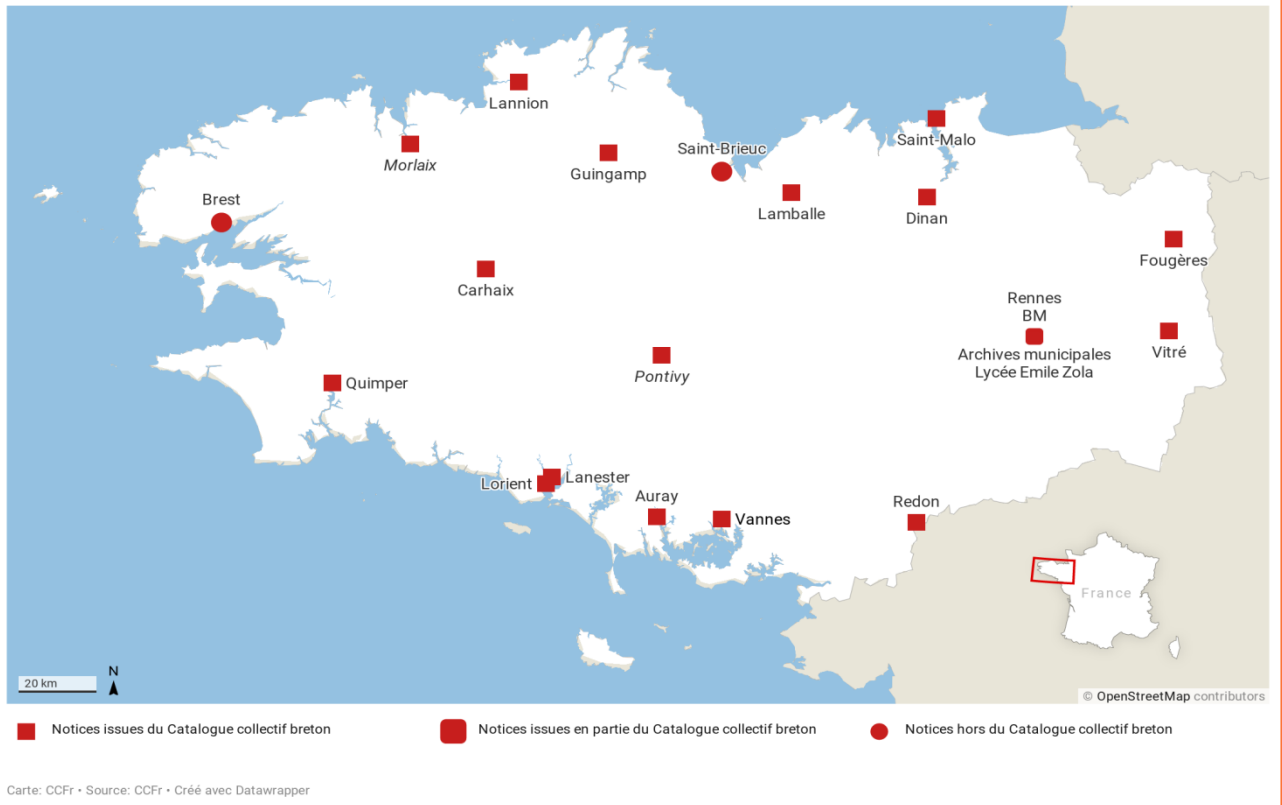 Lannion
Saint-Malo
Morlaix
Saint-Brieuc
Guingamp
Brest
Lamballe
Dinan
Fougères
Carhaix
Rennes
BM
Archives municipales
Lycée Emile Zola
Vitré
Pontivy
Quimper
Lorient
Lanester
Auray
Vannes
Redon
France
N
20 km
© OpenStreetMap contributors
Notices issues du Catalogue collectif breton
Notices issues en partie du Catalogue collectif breton
Notices hors du Catalogue collectif breton
Carte: CCFr • Source: CCFr • Créé avec Datawrapper